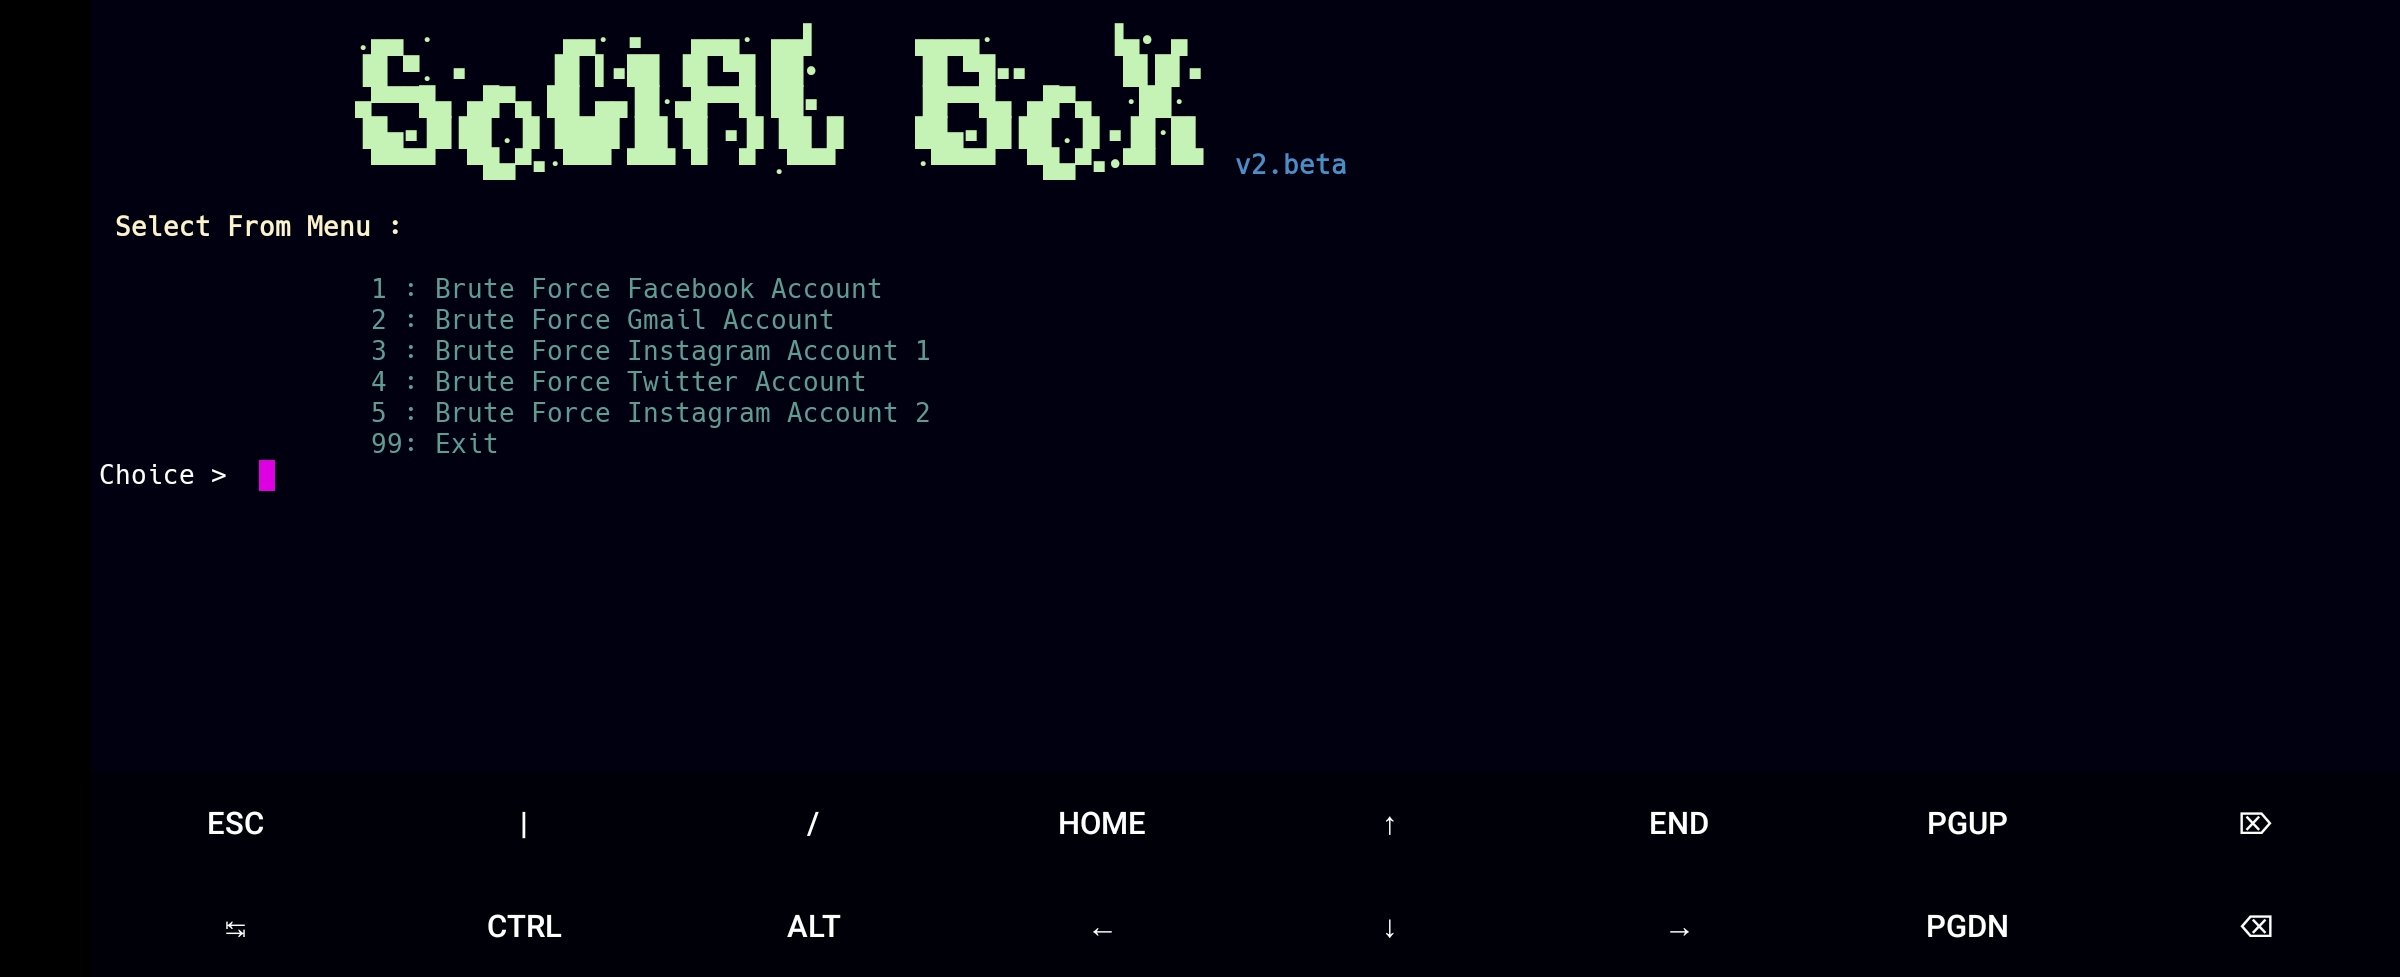 SoCiAL BoX v2.beta
Select From Menu :
1 : Brute Force Facebook Account
2 : Brute Force Gmail Account
3 : Brute Force Instagram Account 1
4 : Brute Force Twitter Account
5 : Brute Force Instagram Account 2
99: Exit
Choice >
ESC | / HOME ↑ END PGUP ⌦
↹ CTRL ALT ← ↓ → PGDN ⌫